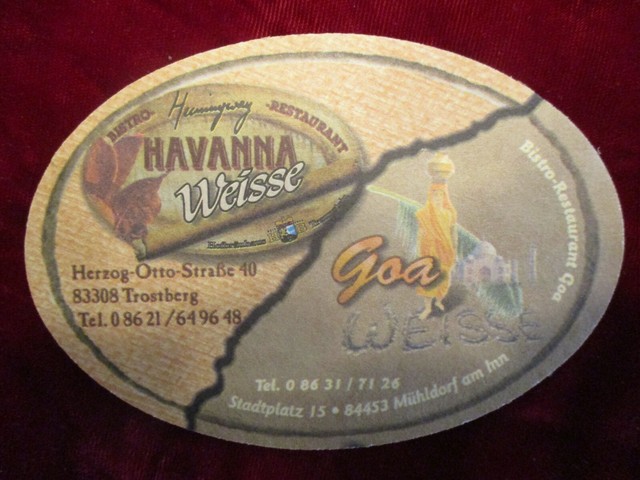 BISTRO- Hemingway -RESTAURANT
HAVANNA
Weisse
Herzog-Otto-Straße 40
83308 Trostberg
Tel. 0 86 21 / 64 96 48
Bistro-Restaurant Goa
Goa
WEISSE
Tel. 0 86 31 / 71 26
Stadtplatz 15 • 84453 Mühldorf am Inn